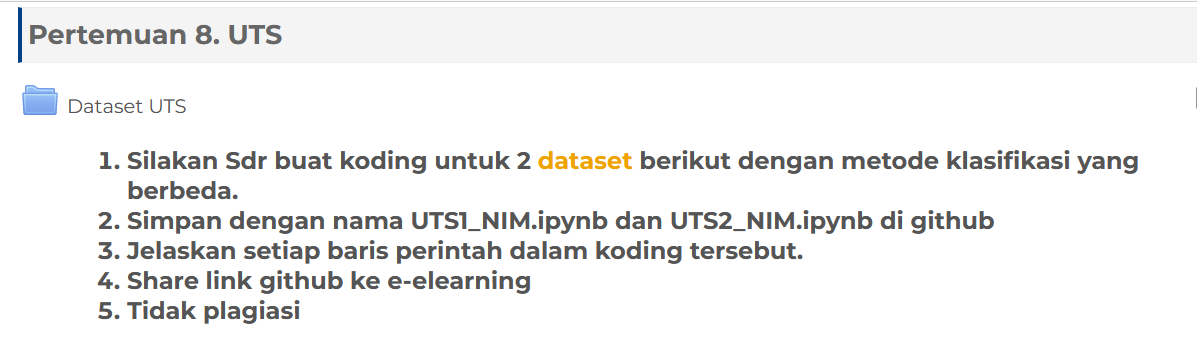 Pertemuan 8. UTS
Dataset UTS
1. Silakan Sdr buat koding untuk 2 dataset berikut dengan metode klasifikasi yang
berbeda.
2. Simpan dengan nama UTS1_NIM.ipynb dan UTS2_NIM.ipynb di github
3. Jelaskan setiap baris perintah dalam koding tersebut.
4. Share link github ke e-elearning
5. Tidak plagiasi